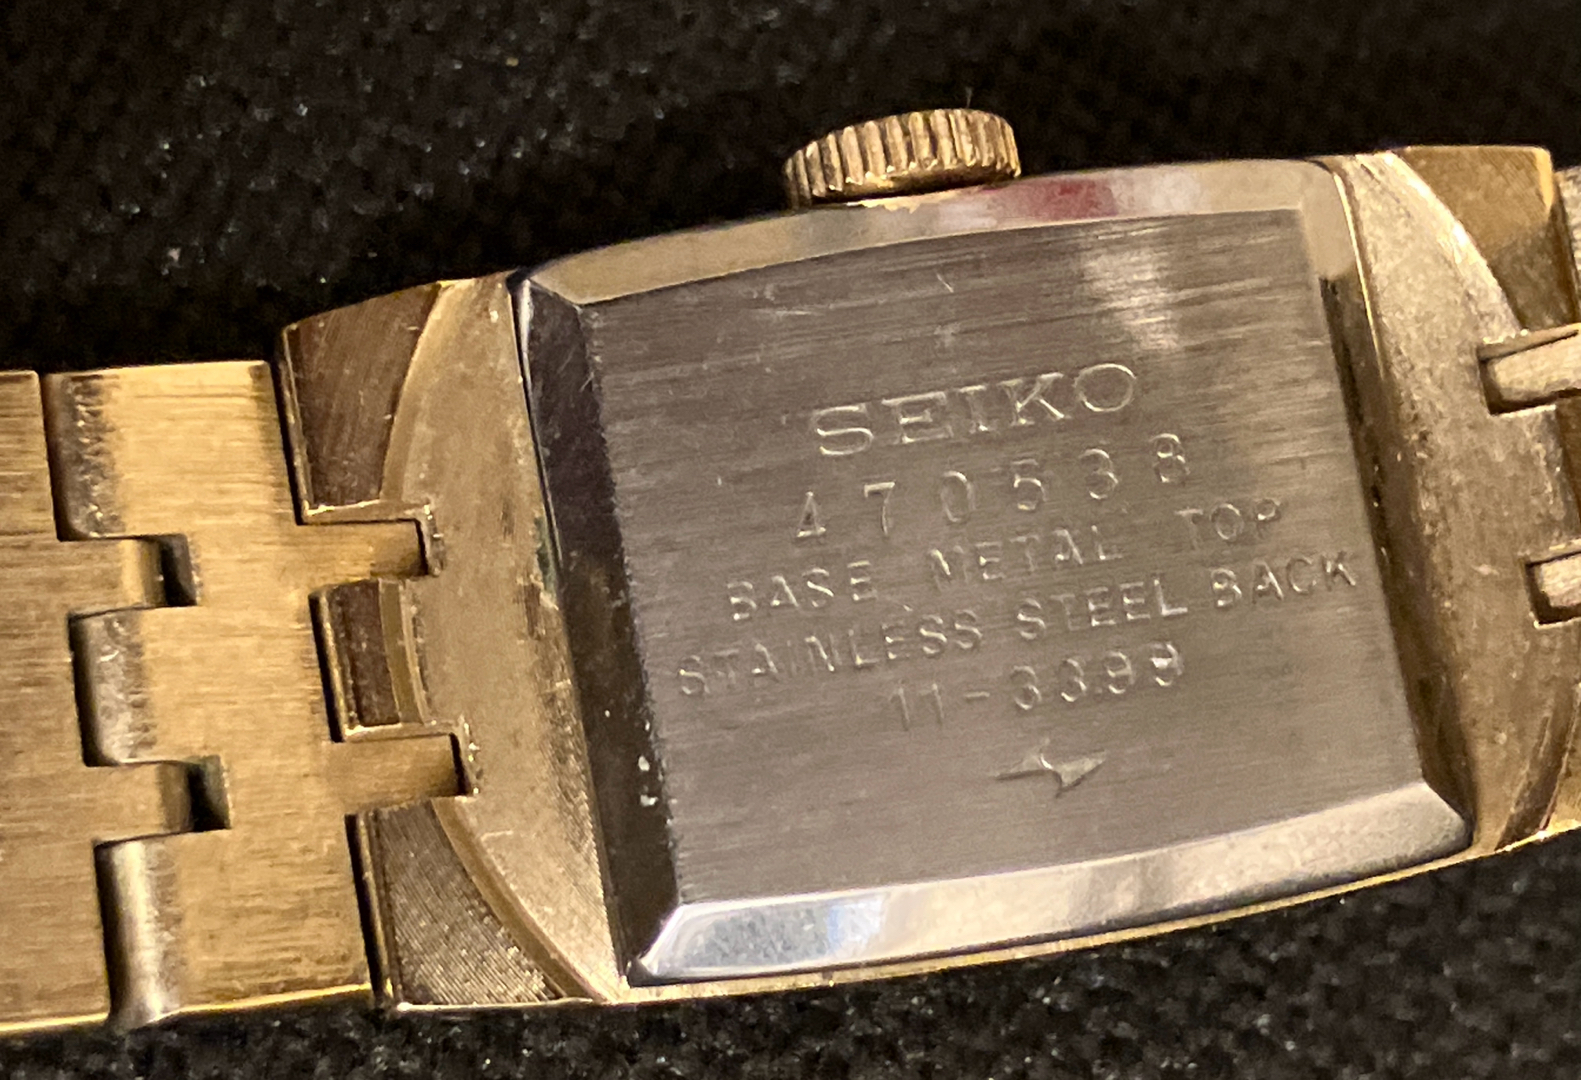 SEIKO
470538
BASE METAL TOP
STAINLESS STEEL BACK
11-3399